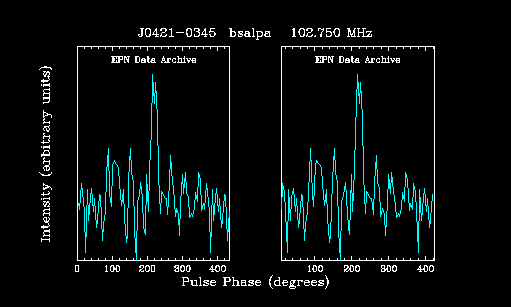 J0421-0345 bsalpa 102.750 MHz
EPN Data Archive EPN Data Archive
Intensity (arbitrary units)
0 100 200 300 400 100 200 300 400
Pulse Phase (degrees)